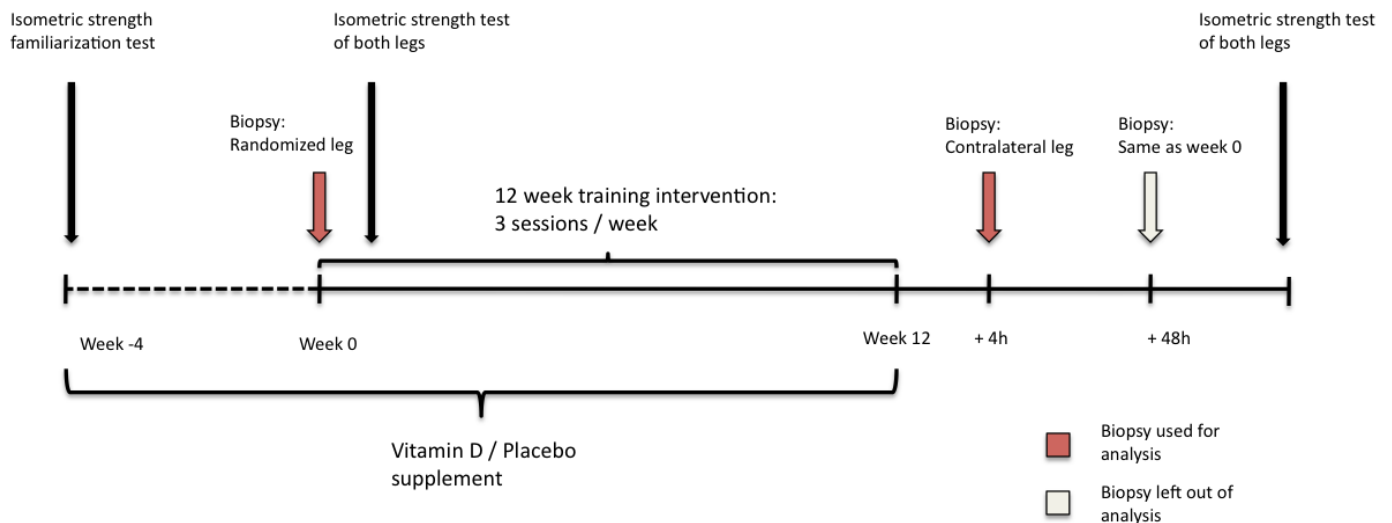 Isometric strength
familiarization test
Isometric strength test
of both legs
Isometric strength test
of both legs
Biopsy:
Randomized leg
Biopsy:
Contralateral leg
Biopsy:
Same as week 0
12 week training intervention:
3 sessions / week
Week -4
Week 0
Week 12
+ 4h
+ 48h
Vitamin D / Placebo
supplement
Biopsy used for
analysis
Biopsy left out of
analysis